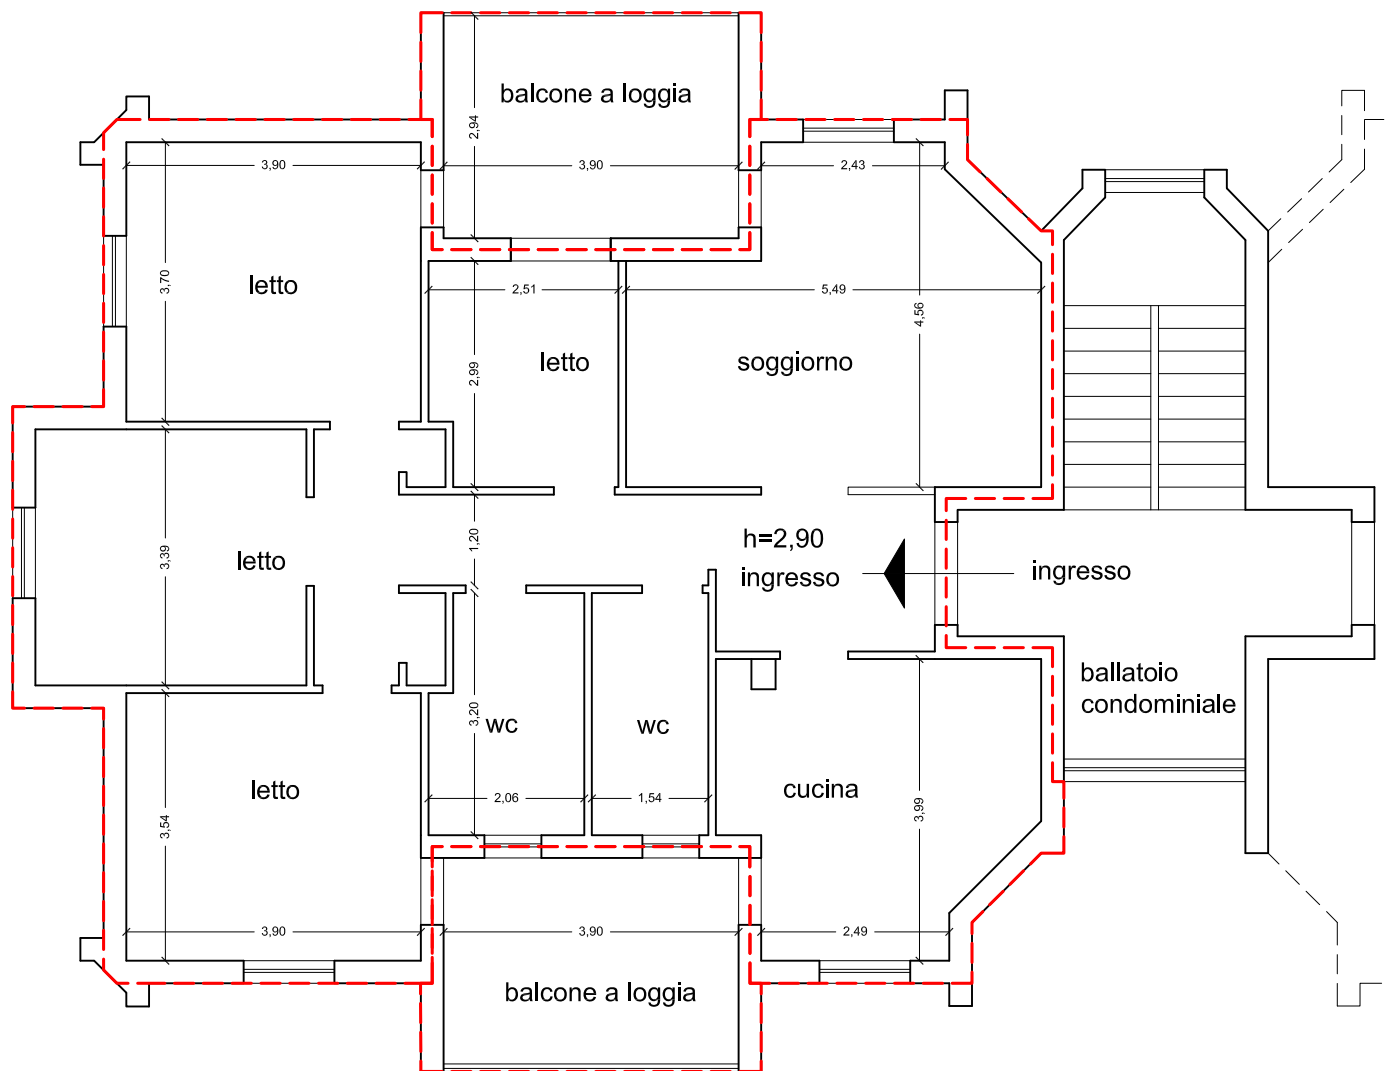 balcone a loggia
2,94
3,90
3,90
2,43
letto
3,70
2,51
5,49
4,56
letto
soggiorno
2,99
h=2,90
ingresso
ingresso
letto
3,39
1,20
ballatoio
condominiale
wc
wc
3,20
letto
cucina
2,06
1,54
3,54
3,99
3,90
3,90
2,49
balcone a loggia